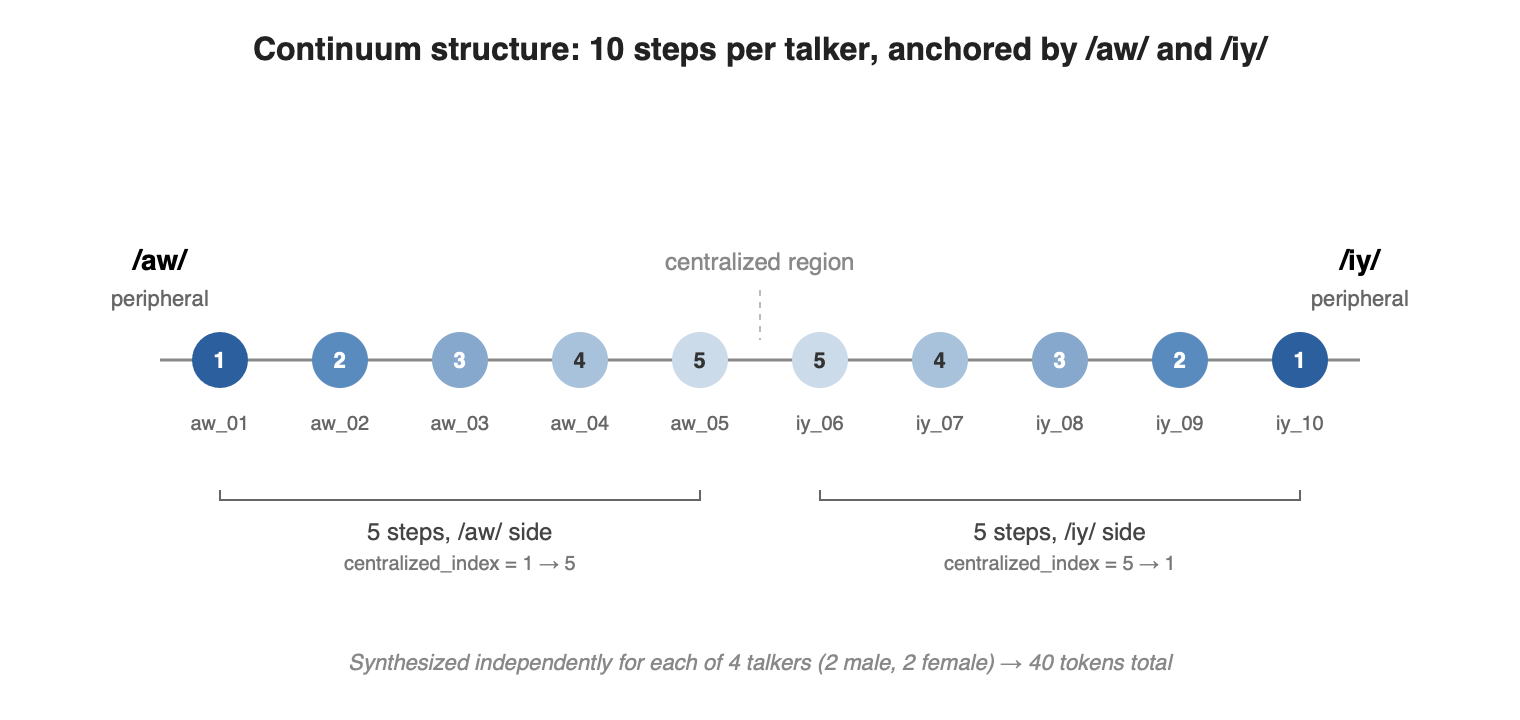 Continuum structure: 10 steps per talker, anchored by /aw/ and /iy/
/aw/
centralized region
/iy/
peripheral
peripheral
1 2 3 4 5 5 4 3 2 1
aw_01 aw_02 aw_03 aw_04 aw_05 iy_06 iy_07 iy_08 iy_09 iy_10
5 steps, /aw/ side
centralized_index = 1 → 5
5 steps, /iy/ side
centralized_index = 5 → 1
Synthesized independently for each of 4 talkers (2 male, 2 female) → 40 tokens total